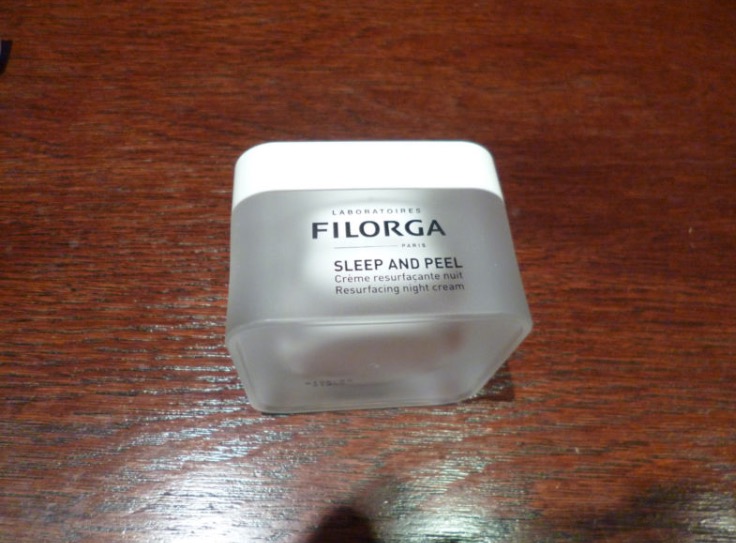 LABORATOIRES
FILORGA
PARIS
SLEEP AND PEEL
Crème resurfaçante nuit
Resurfacing night cream